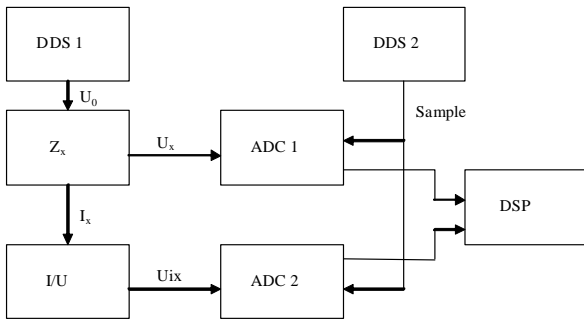 DDS 1
DDS 2
U₀
Sample
Zₓ
Uₓ
ADC 1
DSP
Iₓ
I/U
Uix
ADC 2